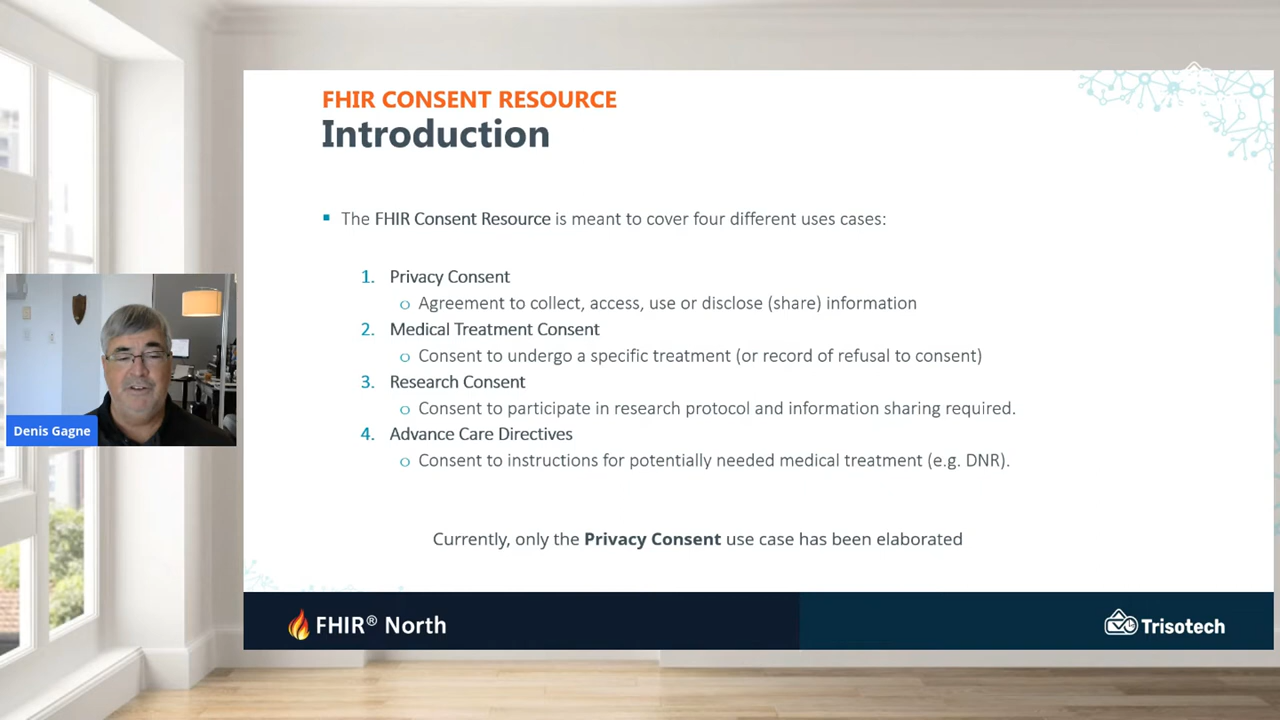 FHIR CONSENT RESOURCE
Introduction
▪ The FHIR Consent Resource is meant to cover four different uses cases:
1. Privacy Consent
o Agreement to collect, access, use or disclose (share) information
2. Medical Treatment Consent
o Consent to undergo a specific treatment (or record of refusal to consent)
3. Research Consent
o Consent to participate in research protocol and information sharing required.
4. Advance Care Directives
o Consent to instructions for potentially needed medical treatment (e.g. DNR).
Denis Gagne
Currently, only the Privacy Consent use case has been elaborated
FHIR® North
Trisotech